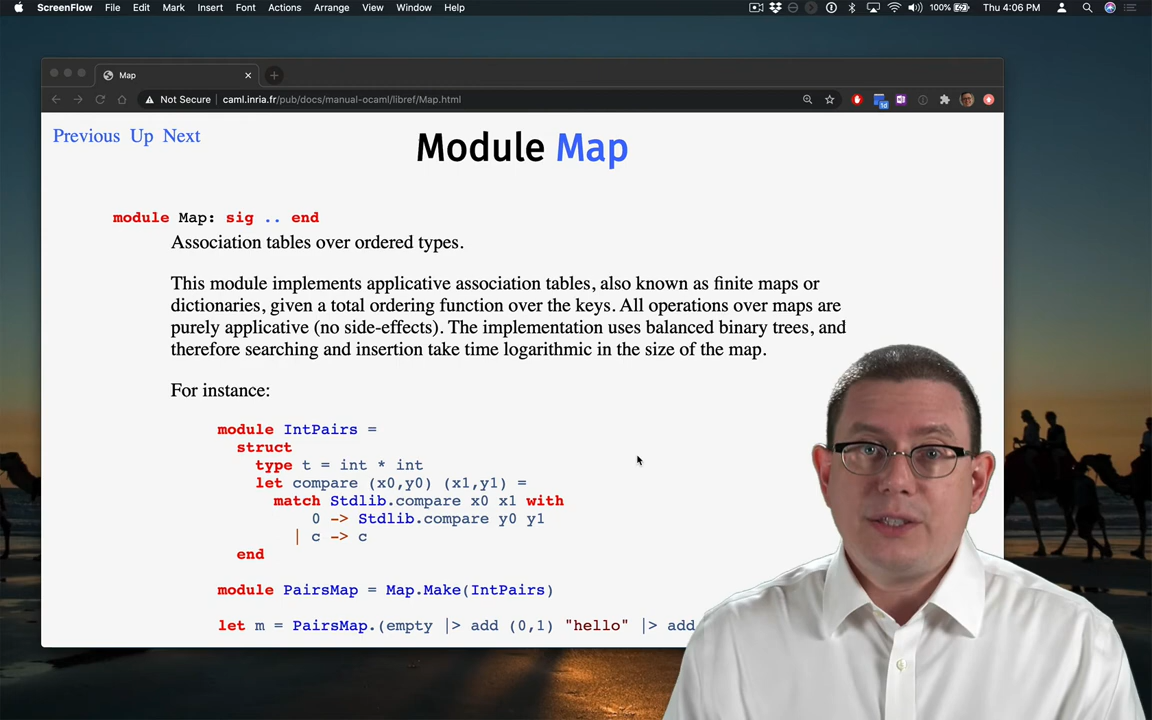 ScreenFlow File Edit Mark Insert Font Actions Arrange View Window Help 100% Thu 4:06 PM
Map
Not Secure caml.inria.fr/pub/docs/manual-ocaml/libref/Map.html
Previous Up Next
Module Map
module Map: sig .. end
Association tables over ordered types.
This module implements applicative association tables, also known as finite maps or
dictionaries, given a total ordering function over the keys. All operations over maps are
purely applicative (no side-effects). The implementation uses balanced binary trees, and
therefore searching and insertion take time logarithmic in the size of the map.
For instance:
module IntPairs =
struct
type t = int * int
let compare (x0,y0) (x1,y1) =
match Stdlib.compare x0 x1 with
0 -> Stdlib.compare y0 y1
| c -> c
end
module PairsMap = Map.Make(IntPairs)
let m = PairsMap.(empty |> add (0,1) "hello" |> add